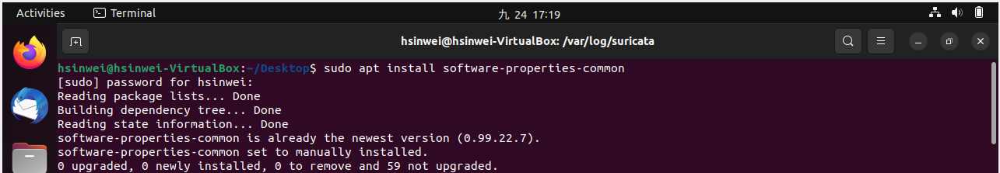 Activities Terminal 九 24 17:19
hsinwei@hsinwei-VirtualBox: /var/log/suricata
hsinwei@hsinwei-VirtualBox:~/Desktop$ sudo apt install software-properties-common
[sudo] password for hsinwei:
Reading package lists... Done
Building dependency tree... Done
Reading state information... Done
software-properties-common is already the newest version (0.99.22.7).
software-properties-common set to manually installed.
0 upgraded, 0 newly installed, 0 to remove and 59 not upgraded.